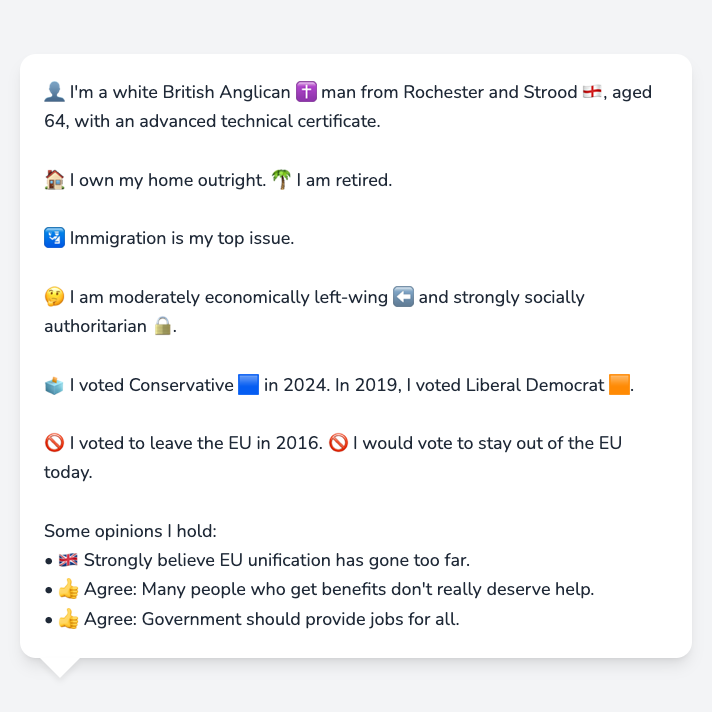 👤 I'm a white British Anglican ✝️ man from Rochester and Strood 🏴󠁧󠁢󠁥󠁮󠁧󠁿, aged
64, with an advanced technical certificate.
🏠 I own my home outright. 🌴 I am retired.
🛂 Immigration is my top issue.
🤔 I am moderately economically left-wing ⬅️ and strongly socially
authoritarian 🔒.
🗳️ I voted Conservative 🟦 in 2024. In 2019, I voted Liberal Democrat 🟧.
🚫 I voted to leave the EU in 2016. 🚫 I would vote to stay out of the EU
today.
Some opinions I hold:
• 🇬🇧 Strongly believe EU unification has gone too far.
• 👍 Agree: Many people who get benefits don't really deserve help.
• 👍 Agree: Government should provide jobs for all.